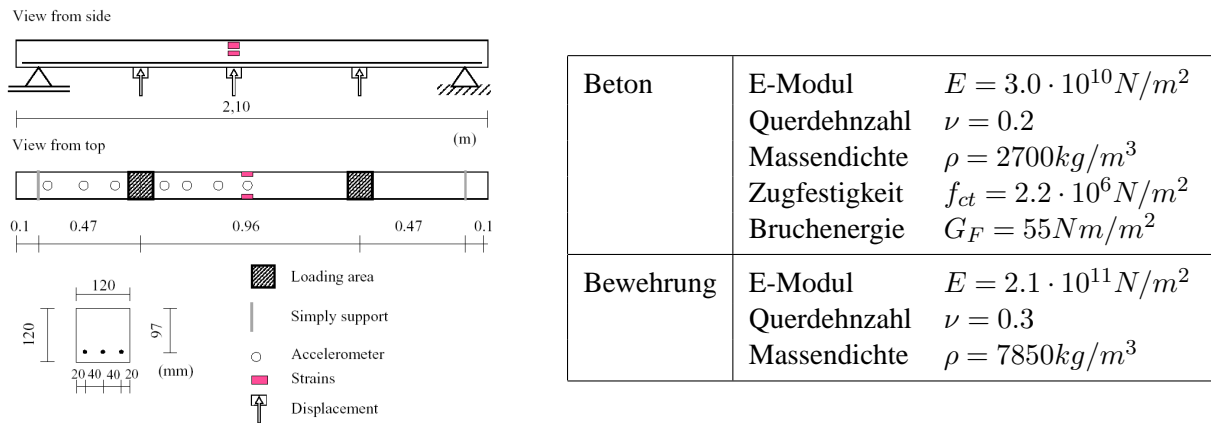 View from side
2,10
(m)
View from top
0.1 0.47 0.96 0.47 0.1
120
120
97
20 40 40 20
(mm)
Loading area
Simply support
Accelerometer
Strains
Displacement
Beton E-Modul E = 3.0 · 10^10 N/m^2
Querdehnzahl ν = 0.2
Massendichte ρ = 2700kg/m^3
Zugfestigkeit f_ct = 2.2 · 10^6 N/m^2
Bruchenergie G_F = 55Nm/m^2
Bewehrung E-Modul E = 2.1 · 10^11 N/m^2
Querdehnzahl ν = 0.3
Massendichte ρ = 7850kg/m^3